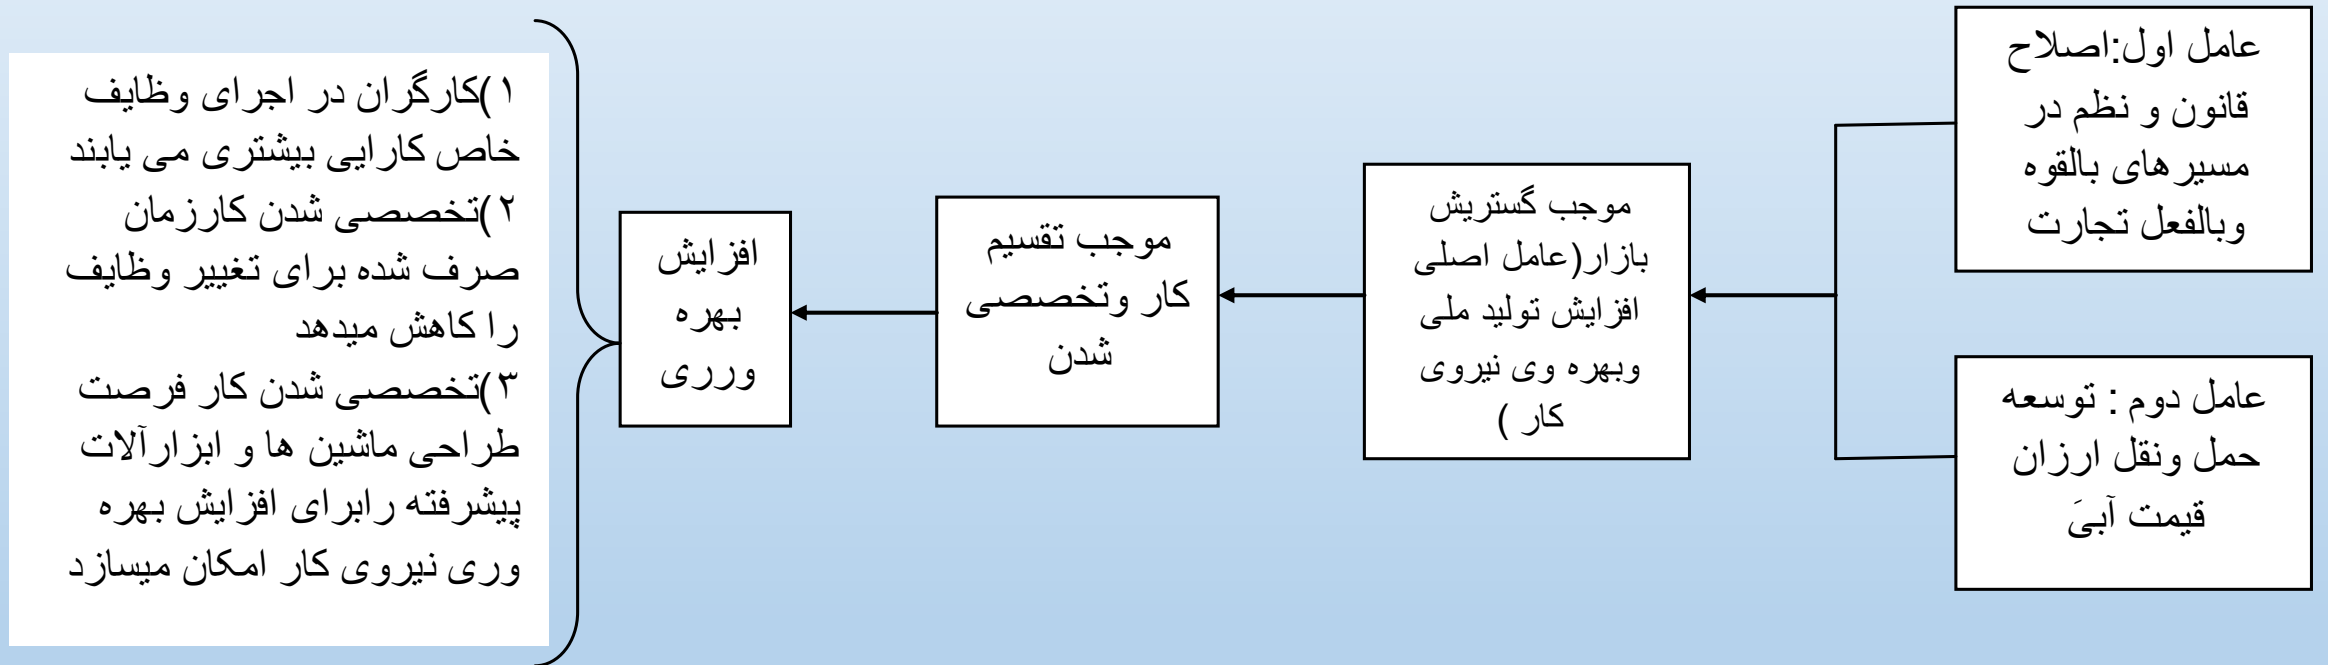 عامل اول:اصلاح
قانون و نظم در
مسیرهای بالقوه
وبالفعل تجارت
عامل دوم : توسعه
حمل ونقل ارزان
قیمت آبیَ
موجب گستریش
بازار(عامل اصلی
افزایش تولید ملی
وبهره وی نیروی
کار )
موجب تقسیم
کار وتخصصی
شدن
افزایش
بهره
ورری
۱)کارگران در اجرای وظایف
خاص کارایی بیشتری می یابند
۲)تخصصی شدن کارزمان
صرف شده برای تغییر وظایف
را کاهش میدهد
۳)تخصصی شدن کار فرصت
طراحی ماشین ها و ابزارآلات
پیشرفته رابرای افزایش بهره
وری نیروی کار امکان میسازد